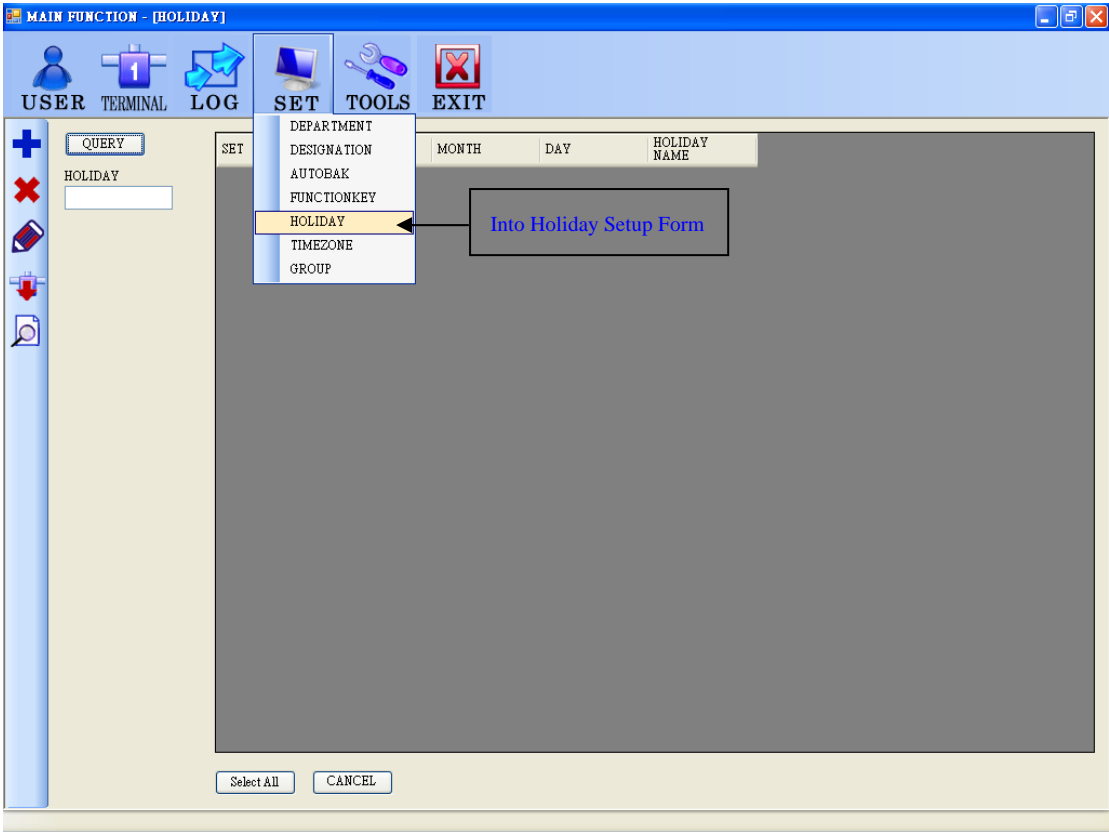 MAIN FUNCTION - [HOLIDAY]
1
USER TERMINAL LOG SET TOOLS EXIT
DEPARTMENT
DESIGNATION
AUTOBAK
FUNCTIONKEY
HOLIDAY
TIMEZONE
GROUP
QUERY
HOLIDAY
SET MONTH DAY HOLIDAY
NAME
Into Holiday Setup Form
Select All CANCEL